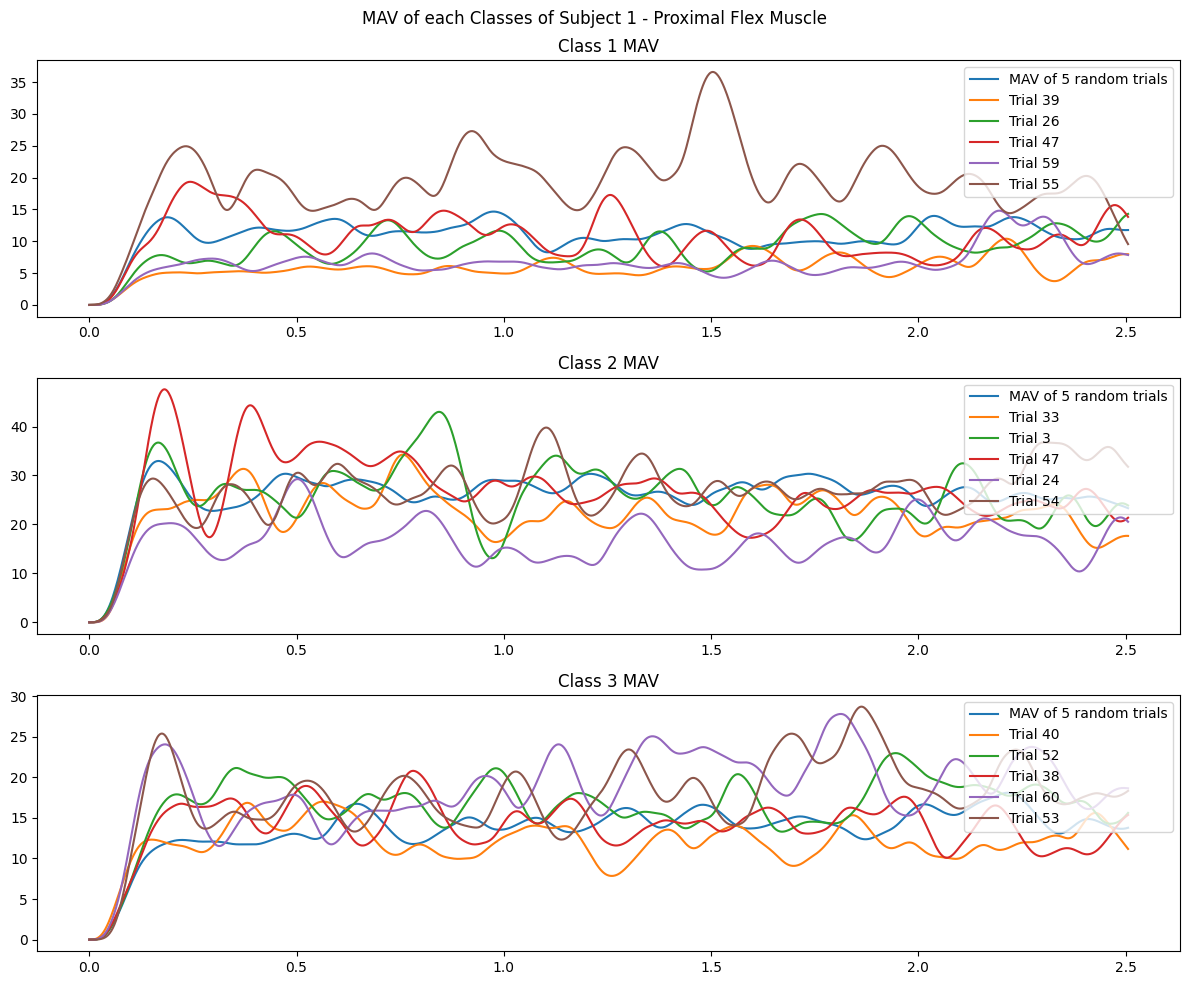 MAV of each Classes of Subject 1 - Proximal Flex Muscle
Class 1 MAV
35
30
25
20
15
10
5
0
0.0 0.5 1.0 1.5 2.0 2.5
MAV of 5 random trials
Trial 39
Trial 26
Trial 47
Trial 59
Trial 55
Class 2 MAV
40
30
20
10
0
0.0 0.5 1.0 1.5 2.0 2.5
MAV of 5 random trials
Trial 33
Trial 3
Trial 47
Trial 24
Trial 54
Class 3 MAV
30
25
20
15
10
5
0
0.0 0.5 1.0 1.5 2.0 2.5
MAV of 5 random trials
Trial 40
Trial 52
Trial 38
Trial 60
Trial 53